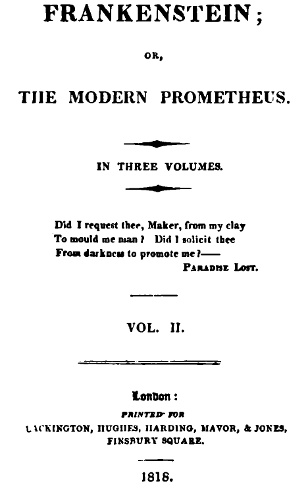 FRANKENSTEIN;
OR,
THE MODERN PROMETHEUS.
IN THREE VOLUMES.
Did I request thee, Maker, from my clay
To mould me man? Did I solicit thee
From darkness to promote me?——
PARADISE LOST.
VOL. II.
London:
PRINTED FOR
LACKINGTON, HUGHES, HARDING, MAVOR, & JONES,
FINSBURY SQUARE.
1818.